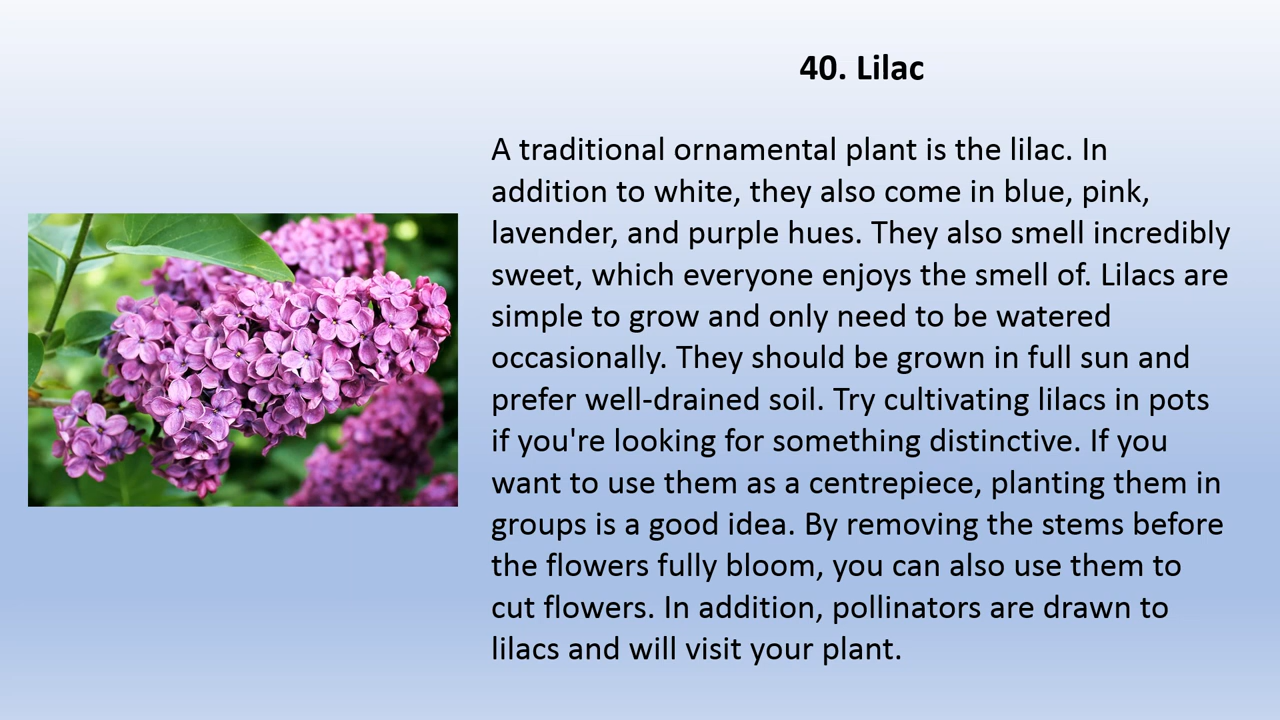 40. Lilac
A traditional ornamental plant is the lilac. In
addition to white, they also come in blue, pink,
lavender, and purple hues. They also smell incredibly
sweet, which everyone enjoys the smell of. Lilacs are
simple to grow and only need to be watered
occasionally. They should be grown in full sun and
prefer well-drained soil. Try cultivating lilacs in pots
if you're looking for something distinctive. If you
want to use them as a centrepiece, planting them in
groups is a good idea. By removing the stems before
the flowers fully bloom, you can also use them to
cut flowers. In addition, pollinators are drawn to
lilacs and will visit your plant.